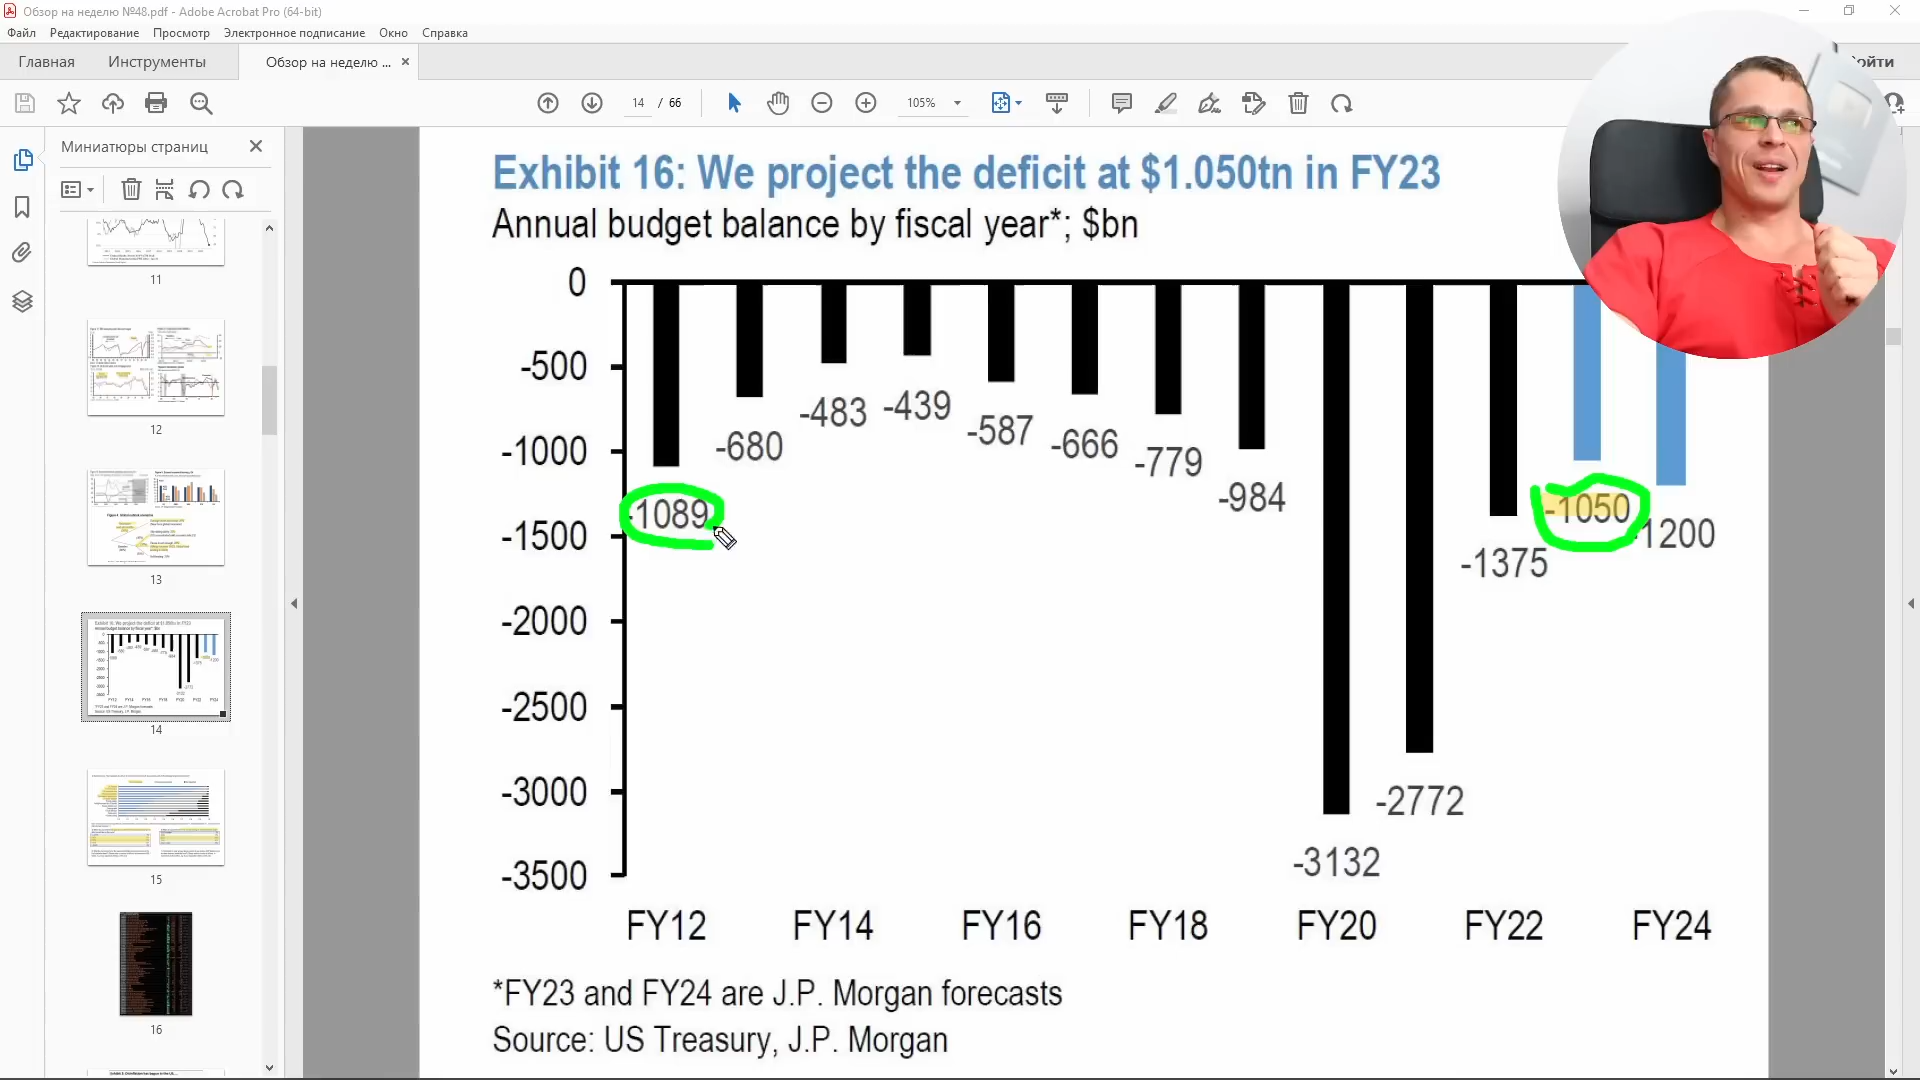 Обзор на неделю №48.pdf - Adobe Acrobat Pro (64-bit)
Файл Редактирование Просмотр Электронное подписание Окно Справка
Главная Инструменты Обзор на неделю ...
14 / 66 105%
Миниатюры страниц
11
12
13
14
15
16
Exhibit 16: We project the deficit at $1.050tn in FY23
Annual budget balance by fiscal year*; $bn
0
-500
-1000
-1500
-2000
-2500
-3000
-3500
-1089
-680
-483
-439
-587
-666
-779
-984
-3132
-2772
-1375
-1050
-1200
FY12 FY14 FY16 FY18 FY20 FY22 FY24
*FY23 and FY24 are J.P. Morgan forecasts
Source: US Treasury, J.P. Morgan